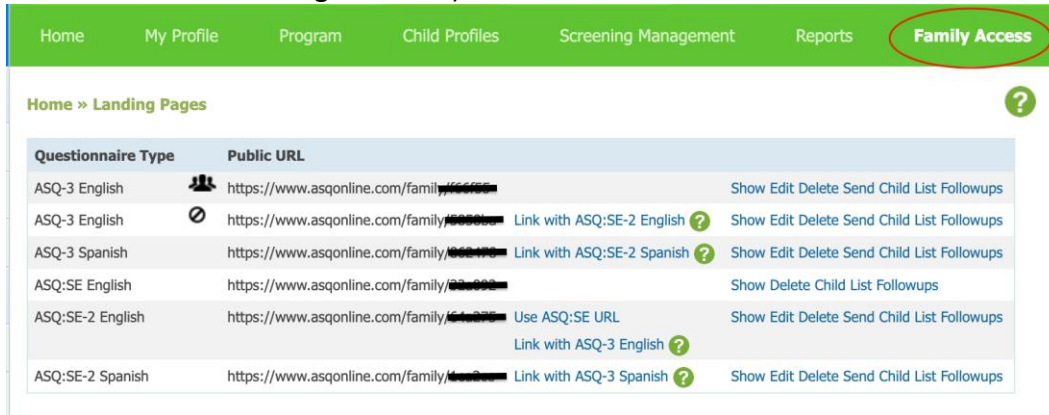 Home My Profile Program Child Profiles Screening Management Reports Family Access
Home » Landing Pages
Questionnaire Type Public URL
ASQ-3 English https://www.asqonline.com/family Show Edit Delete Send Child List Followups
ASQ-3 English https://www.asqonline.com/family/ Link with ASQ:SE-2 English ? Show Edit Delete Send Child List Followups
ASQ-3 Spanish https://www.asqonline.com/family/ Link with ASQ:SE-2 Spanish ? Show Edit Delete Send Child List Followups
ASQ:SE English https://www.asqonline.com/family/ Show Delete Child List Followups
ASQ:SE-2 English https://www.asqonline.com/family/ Use ASQ:SE URL Show Edit Delete Send Child List Followups
Link with ASQ-3 English ?
ASQ:SE-2 Spanish https://www.asqonline.com/family/ Link with ASQ-3 Spanish ? Show Edit Delete Send Child List Followups